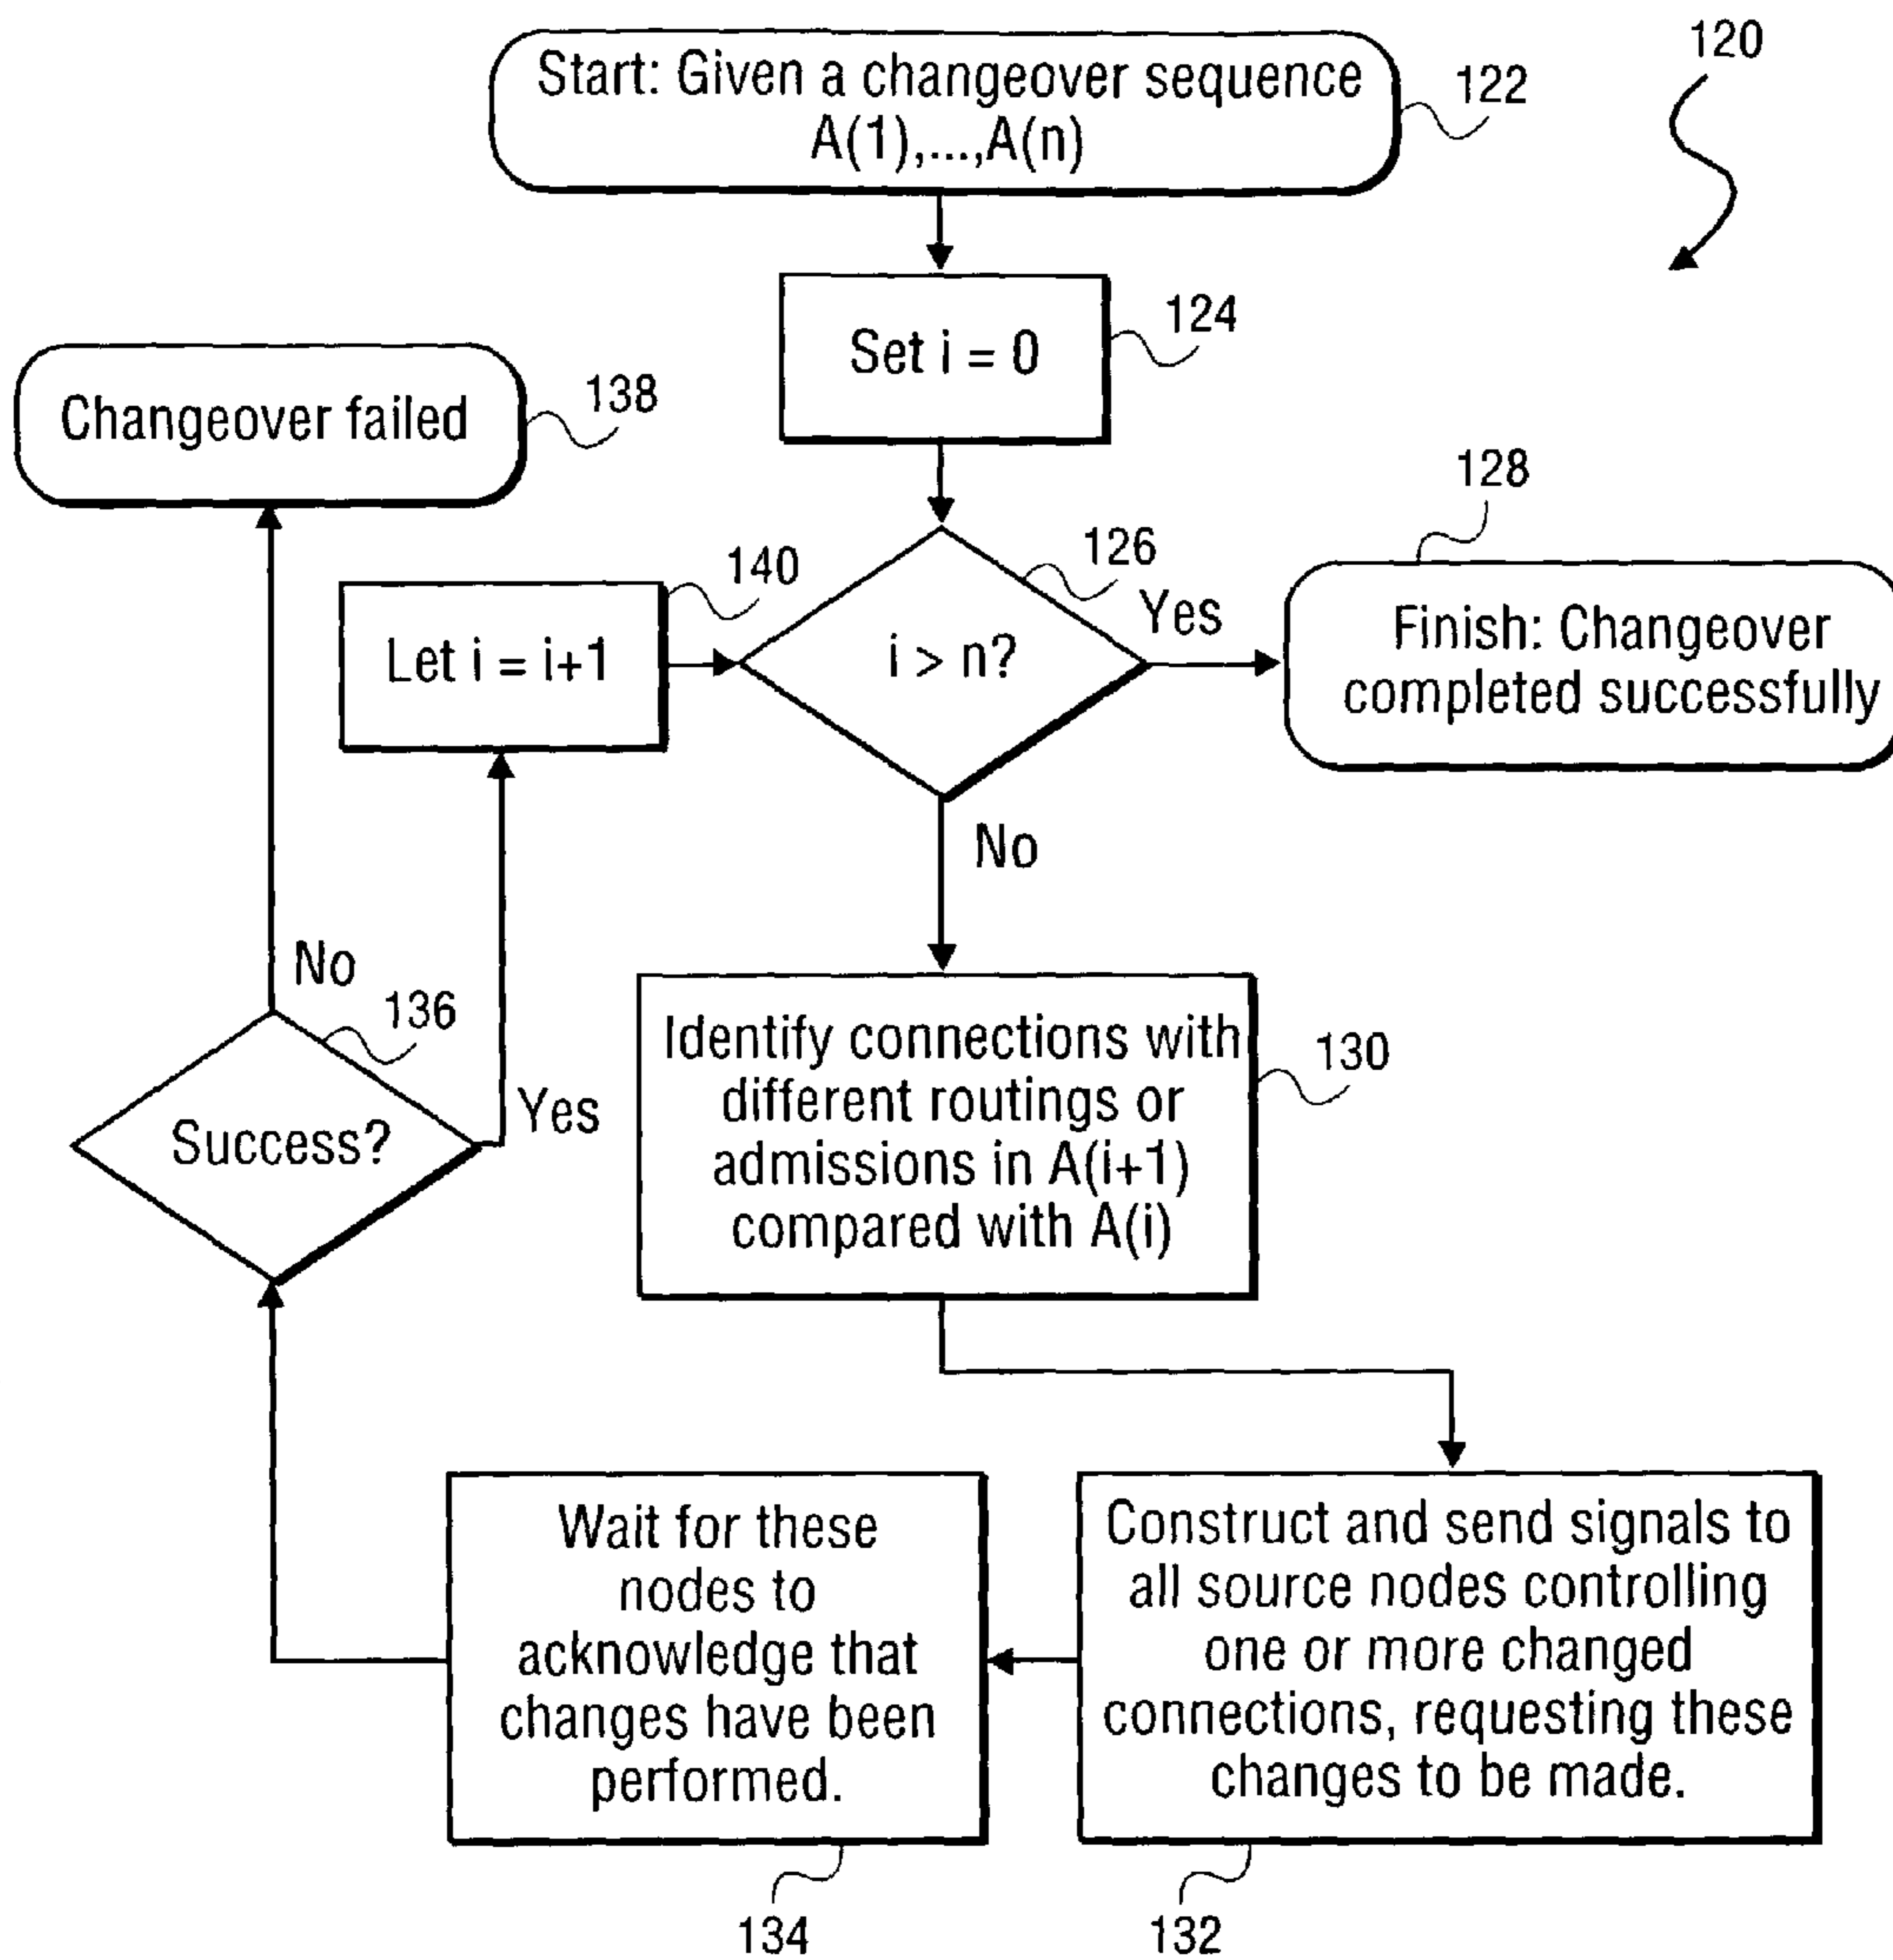 120
Start: Given a changeover sequence
A(1),...,A(n)
122
Set i = 0
124
Changeover failed
138
128
126
140
Let i = i+1
i > n?
Yes
Finish: Changeover
completed successfully
No
No
136
Success?
Yes
Identify connections with
different routings or
admissions in A(i+1)
compared with A(i)
130
Wait for these
nodes to
acknowledge that
changes have been
performed.
Construct and send signals to
all source nodes controlling
one or more changed
connections, requesting these
changes to be made.
134
132